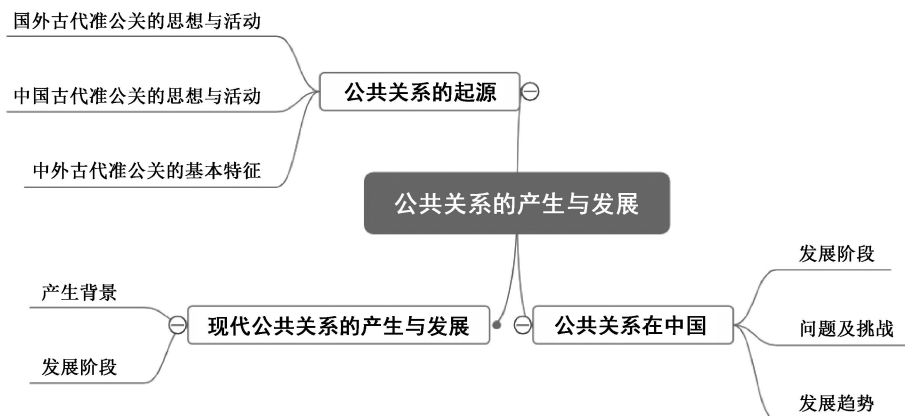 国外古代准公关的思想与活动
中国古代准公关的思想与活动
中外古代准公关的基本特征
公共关系的起源
公共关系的产生与发展
产生背景
发展阶段
现代公共关系的产生与发展
公共关系在中国
发展阶段
问题及挑战
发展趋势